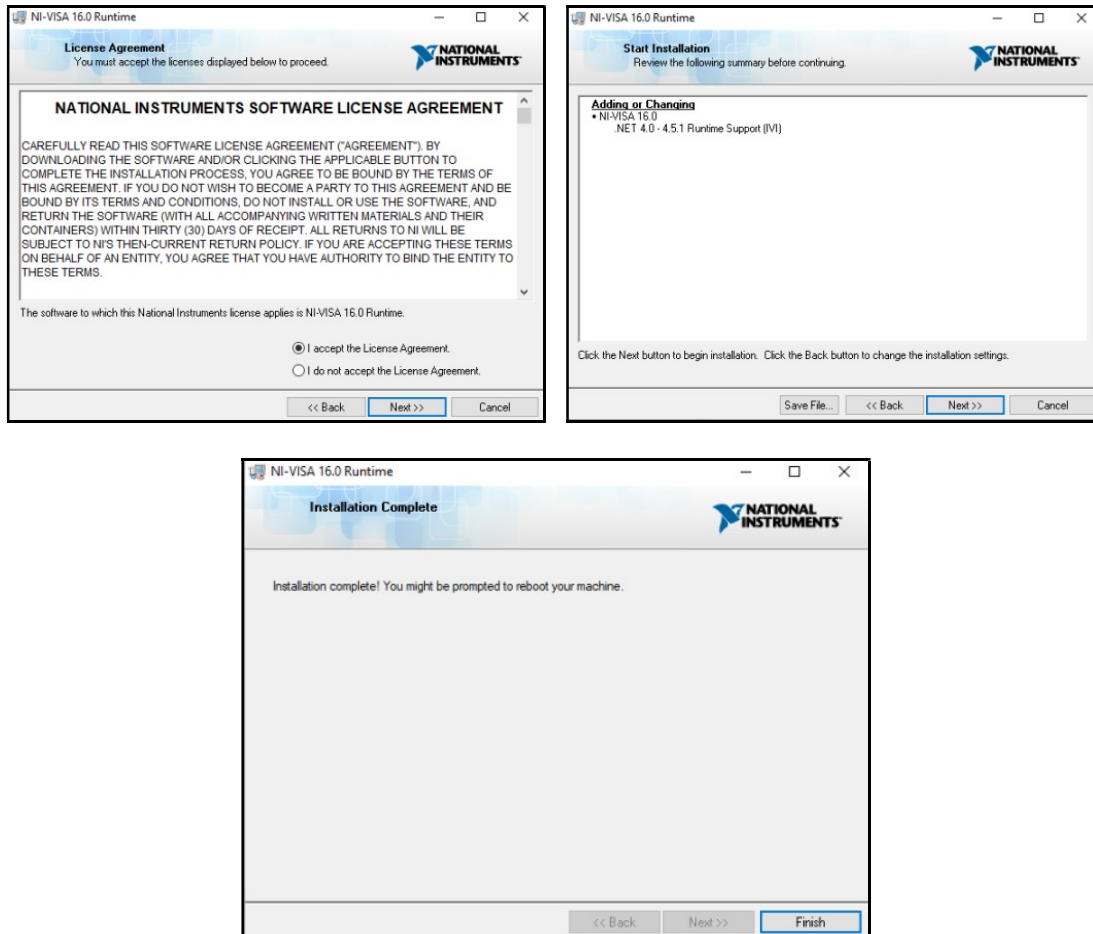 NI-VISA 16.0 Runtime
License Agreement
You must accept the licenses displayed below to proceed.
NATIONAL
INSTRUMENTS
NATIONAL INSTRUMENTS SOFTWARE LICENSE AGREEMENT
CAREFULLY READ THIS SOFTWARE LICENSE AGREEMENT ("AGREEMENT"). BY
DOWNLOADING THE SOFTWARE AND/OR CLICKING THE APPLICABLE BUTTON TO
COMPLETE THE INSTALLATION PROCESS, YOU AGREE TO BE BOUND BY THE TERMS OF
THIS AGREEMENT. IF YOU DO NOT WISH TO BECOME A PARTY TO THIS AGREEMENT AND BE
BOUND BY ITS TERMS AND CONDITIONS, DO NOT INSTALL OR USE THE SOFTWARE, AND
RETURN THE SOFTWARE (WITH ALL ACCOMPANYING WRITTEN MATERIALS AND THEIR
CONTAINERS) WITHIN THIRTY (30) DAYS OF RECEIPT. ALL RETURNS TO NI WILL BE
SUBJECT TO NI'S THEN-CURRENT RETURN POLICY. IF YOU ARE ACCEPTING THESE TERMS
ON BEHALF OF AN ENTITY, YOU AGREE THAT YOU HAVE AUTHORITY TO BIND THE ENTITY TO
THESE TERMS.
The software to which this National Instruments license applies is NI-VISA 16.0 Runtime.
I accept the License Agreement.
I do not accept the License Agreement.
<< Back Next >> Cancel
NI-VISA 16.0 Runtime
Start Installation
Review the following summary before continuing.
NATIONAL
INSTRUMENTS
Adding or Changing
• NI-VISA 16.0
.NET 4.0 - 4.5.1 Runtime Support (IVI)
Click the Next button to begin installation. Click the Back button to change the installation settings.
Save File... << Back Next >> Cancel
NI-VISA 16.0 Runtime
Installation Complete
NATIONAL
INSTRUMENTS
Installation complete! You might be prompted to reboot your machine.
<< Back Next >> Finish